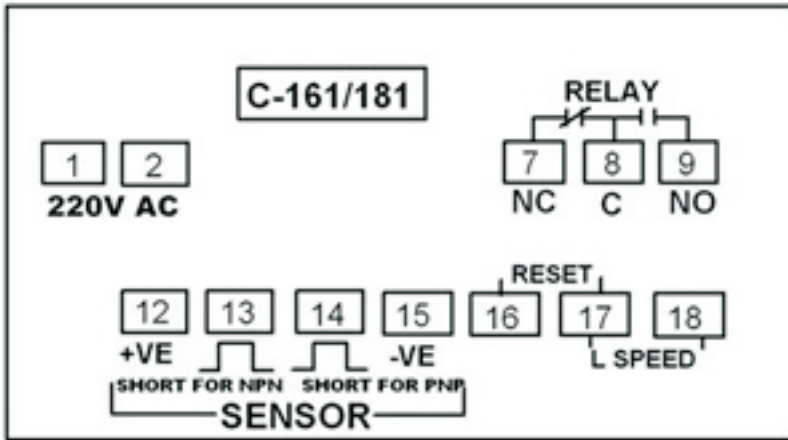 C-161/181
RELAY
1 2 7 8 9
220V AC NC C NO
RESET
12 13 14 15 16 17 18
+VE -VE L SPEED
SHORT FOR NPN SHORT FOR PNP
SENSOR